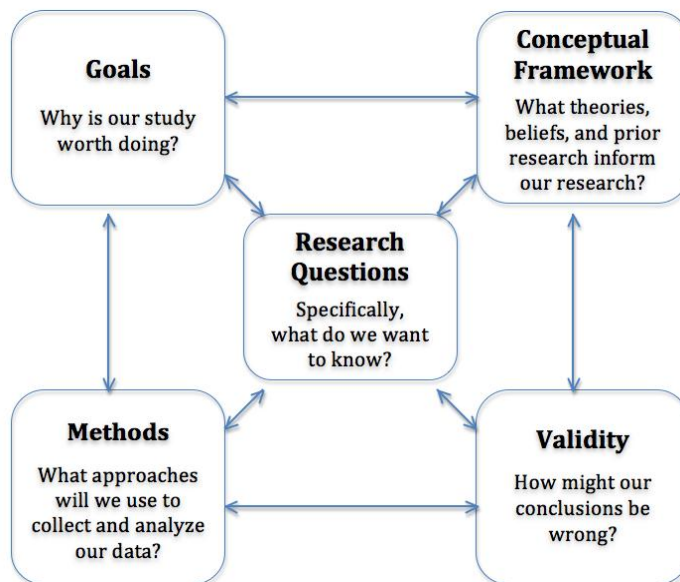 Goals
Why is our study
worth doing?
Conceptual
Framework
What theories,
beliefs, and prior
research inform
our research?
Research
Questions
Specifically,
what do we want
to know?
Methods
What approaches
will we use to
collect and analyze
our data?
Validity
How might our
conclusions be
wrong?